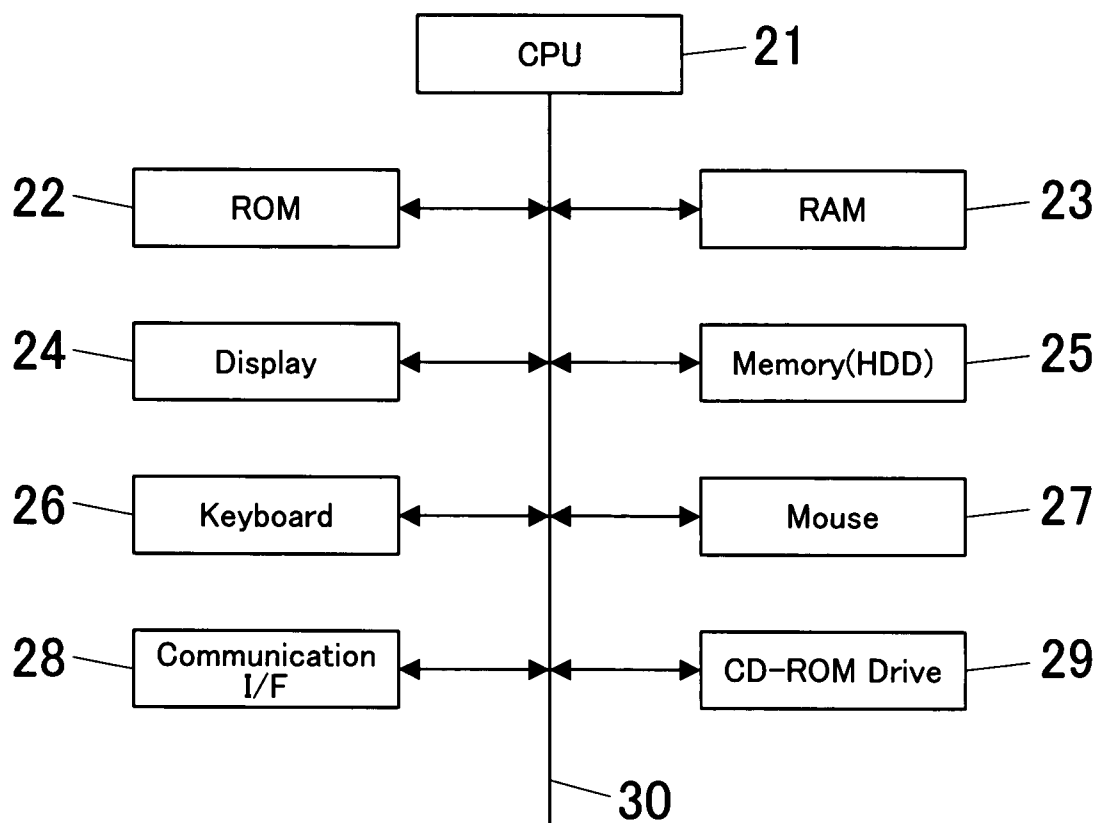 CPU 21
22 ROM RAM 23
24 Display Memory(HDD) 25
26 Keyboard Mouse 27
28 Communication
I/F CD-ROM Drive 29
30